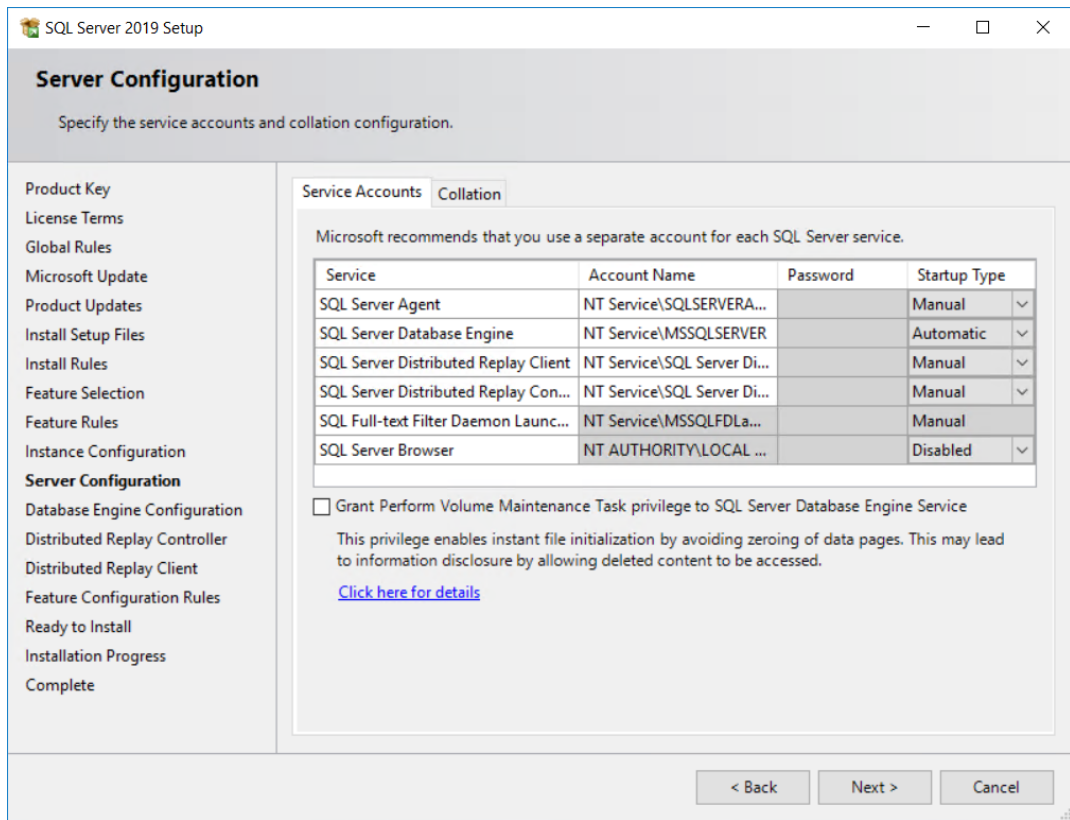 SQL Server 2019 Setup
Server Configuration
Specify the service accounts and collation configuration.
Product Key
License Terms
Global Rules
Microsoft Update
Product Updates
Install Setup Files
Install Rules
Feature Selection
Feature Rules
Instance Configuration
Server Configuration
Database Engine Configuration
Distributed Replay Controller
Distributed Replay Client
Feature Configuration Rules
Ready to Install
Installation Progress
Complete
Service Accounts Collation
Microsoft recommends that you use a separate account for each SQL Server service.
Service Account Name Password Startup Type
SQL Server Agent NT Service\SQLSERVERA... Manual
SQL Server Database Engine NT Service\MSSQLSERVER Automatic
SQL Server Distributed Replay Client NT Service\SQL Server Di... Manual
SQL Server Distributed Replay Con... NT Service\SQL Server Di... Manual
SQL Full-text Filter Daemon Launc... NT Service\MSSQLFDLa... Manual
SQL Server Browser NT AUTHORITY\LOCAL ... Disabled
Grant Perform Volume Maintenance Task privilege to SQL Server Database Engine Service
This privilege enables instant file initialization by avoiding zeroing of data pages. This may lead
to information disclosure by allowing deleted content to be accessed.
Click here for details
< Back Next > Cancel